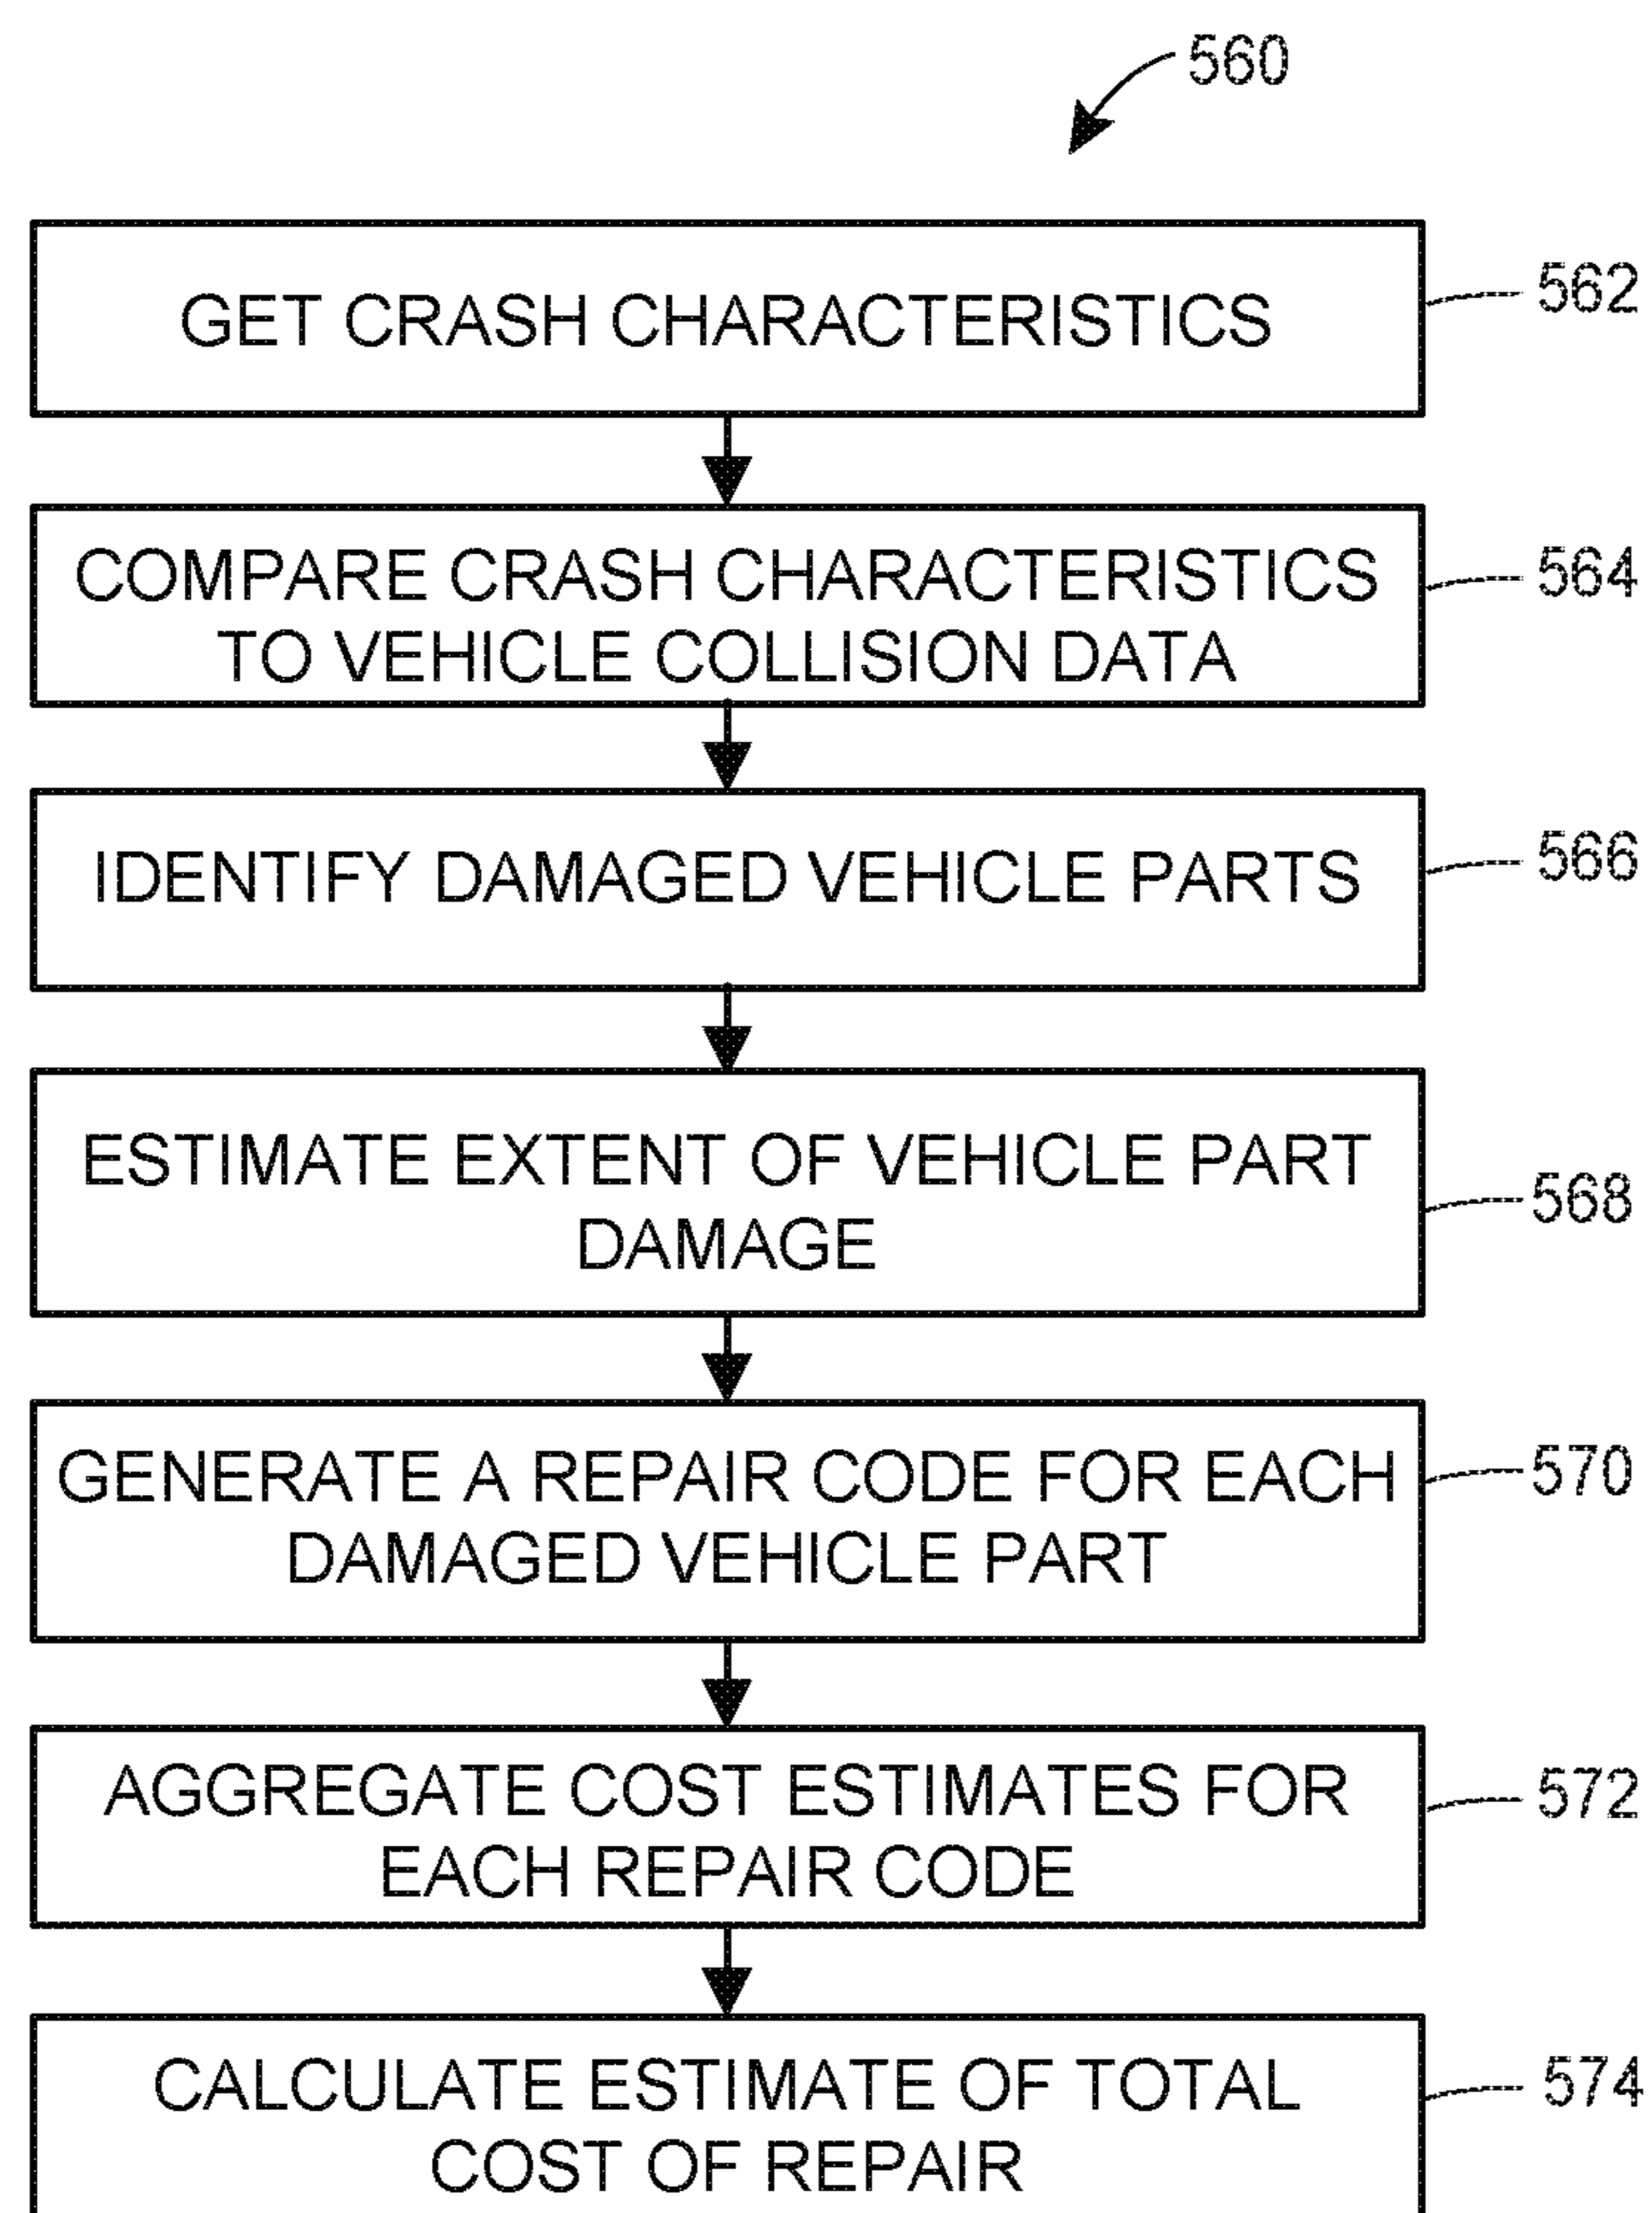 560
GET CRASH CHARACTERISTICS
562
COMPARE CRASH CHARACTERISTICS
TO VEHICLE COLLISION DATA
564
IDENTIFY DAMAGED VEHICLE PARTS
566
ESTIMATE EXTENT OF VEHICLE PART
DAMAGE
568
GENERATE A REPAIR CODE FOR EACH
DAMAGED VEHICLE PART
570
AGGREGATE COST ESTIMATES FOR
EACH REPAIR CODE
572
CALCULATE ESTIMATE OF TOTAL
COST OF REPAIR
574